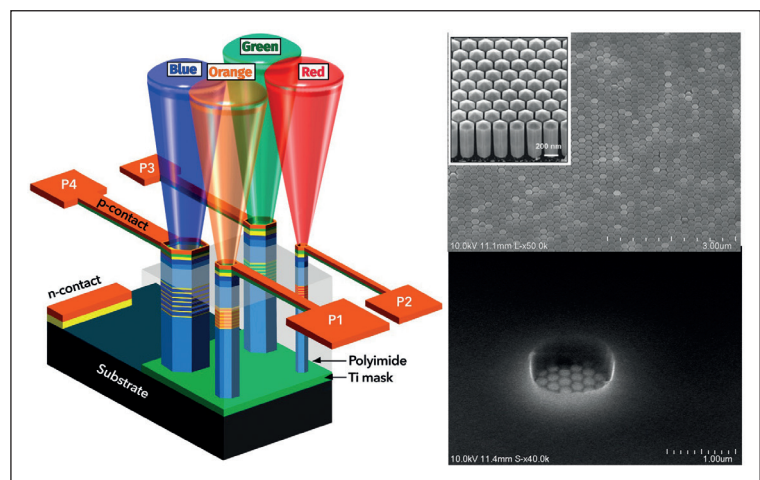 Green
Blue
Orange
Red
P3
P4
p-contact
n-contact
P2
P1
Polyimide
Ti mask
Substrate
200 nm
10.0kV 11.1mm L-x50.0k
3.00um
10.0kV 11.4mm S-x40.0k
1.00um